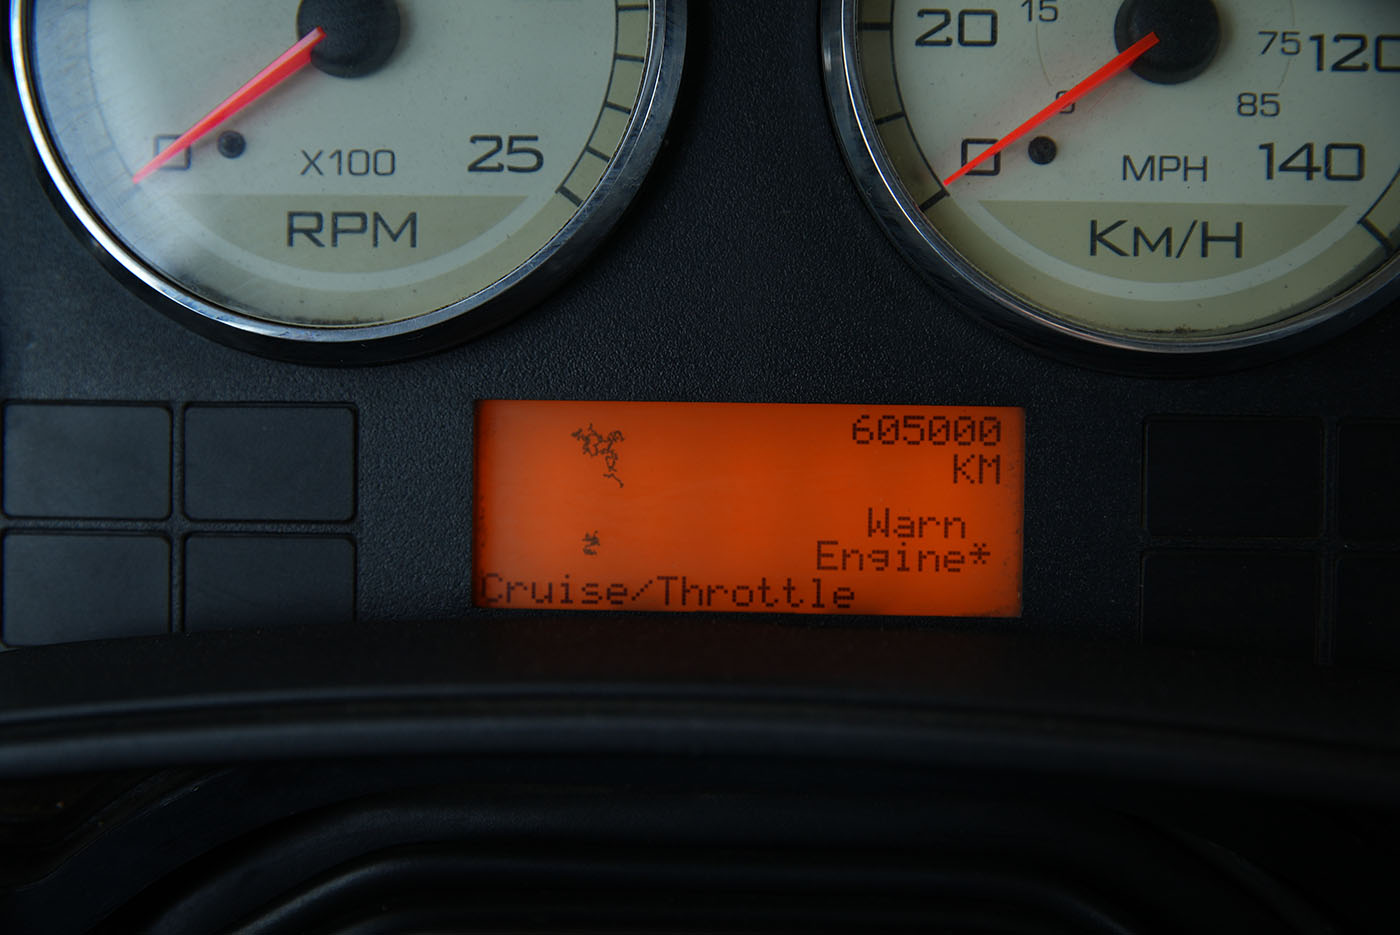 0
X100
25
RPM
20
15
75
120
85
0
MPH
140
KM/H
605000
KM
Warn
Engine*
Cruise/Throttle